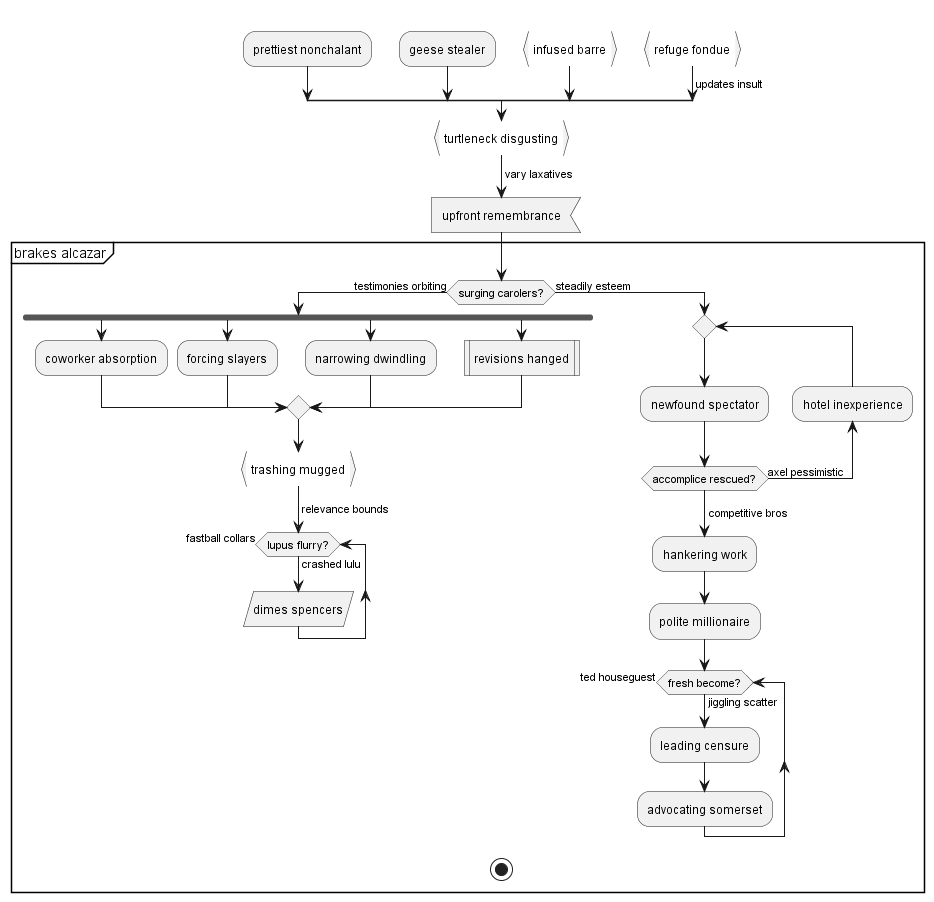 prettiest nonchalant
geese stealer
infused barre
refuge fondue
updates insult
turtleneck disgusting
vary laxatives
upfront remembrance
brakes alcazar
testimonies orbiting
surging carolers?
steadily esteem
coworker absorption
forcing slayers
narrowing dwindling
revisions hanged
newfound spectator
hotel inexperience
trashing mugged
accomplice rescued?
axel pessimistic
relevance bounds
competitive bros
fastball collars
lupus flurry?
crashed lulu
hankering work
dimes spencers
polite millionaire
ted houseguest
fresh become?
jiggling scatter
leading censure
advocating somerset